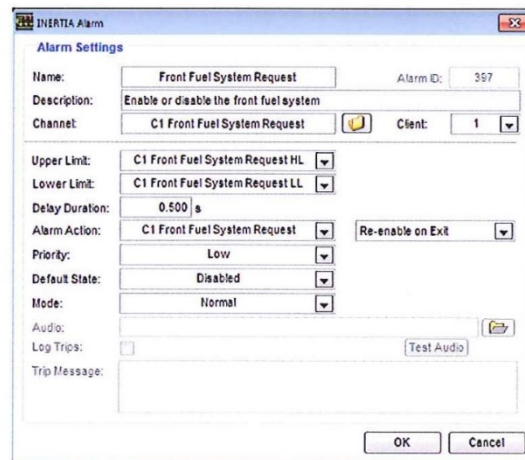 INERTIA Alarm
Alarm Settings
Name: Front Fuel System Request Alarm ID: 397
Description: Enable or disable the front fuel system
Channel: C1 Front Fuel System Request Client: 1
Upper Limit: C1 Front Fuel System Request HL
Lower Limit: C1 Front Fuel System Request LL
Delay Duration: 0.500 s
Alarm Action: C1 Front Fuel System Request Re-enable on Exit
Priority: Low
Default State: Disabled
Mode: Normal
Audio:
Log Trips: Test Audio
Trip Message:
OK Cancel